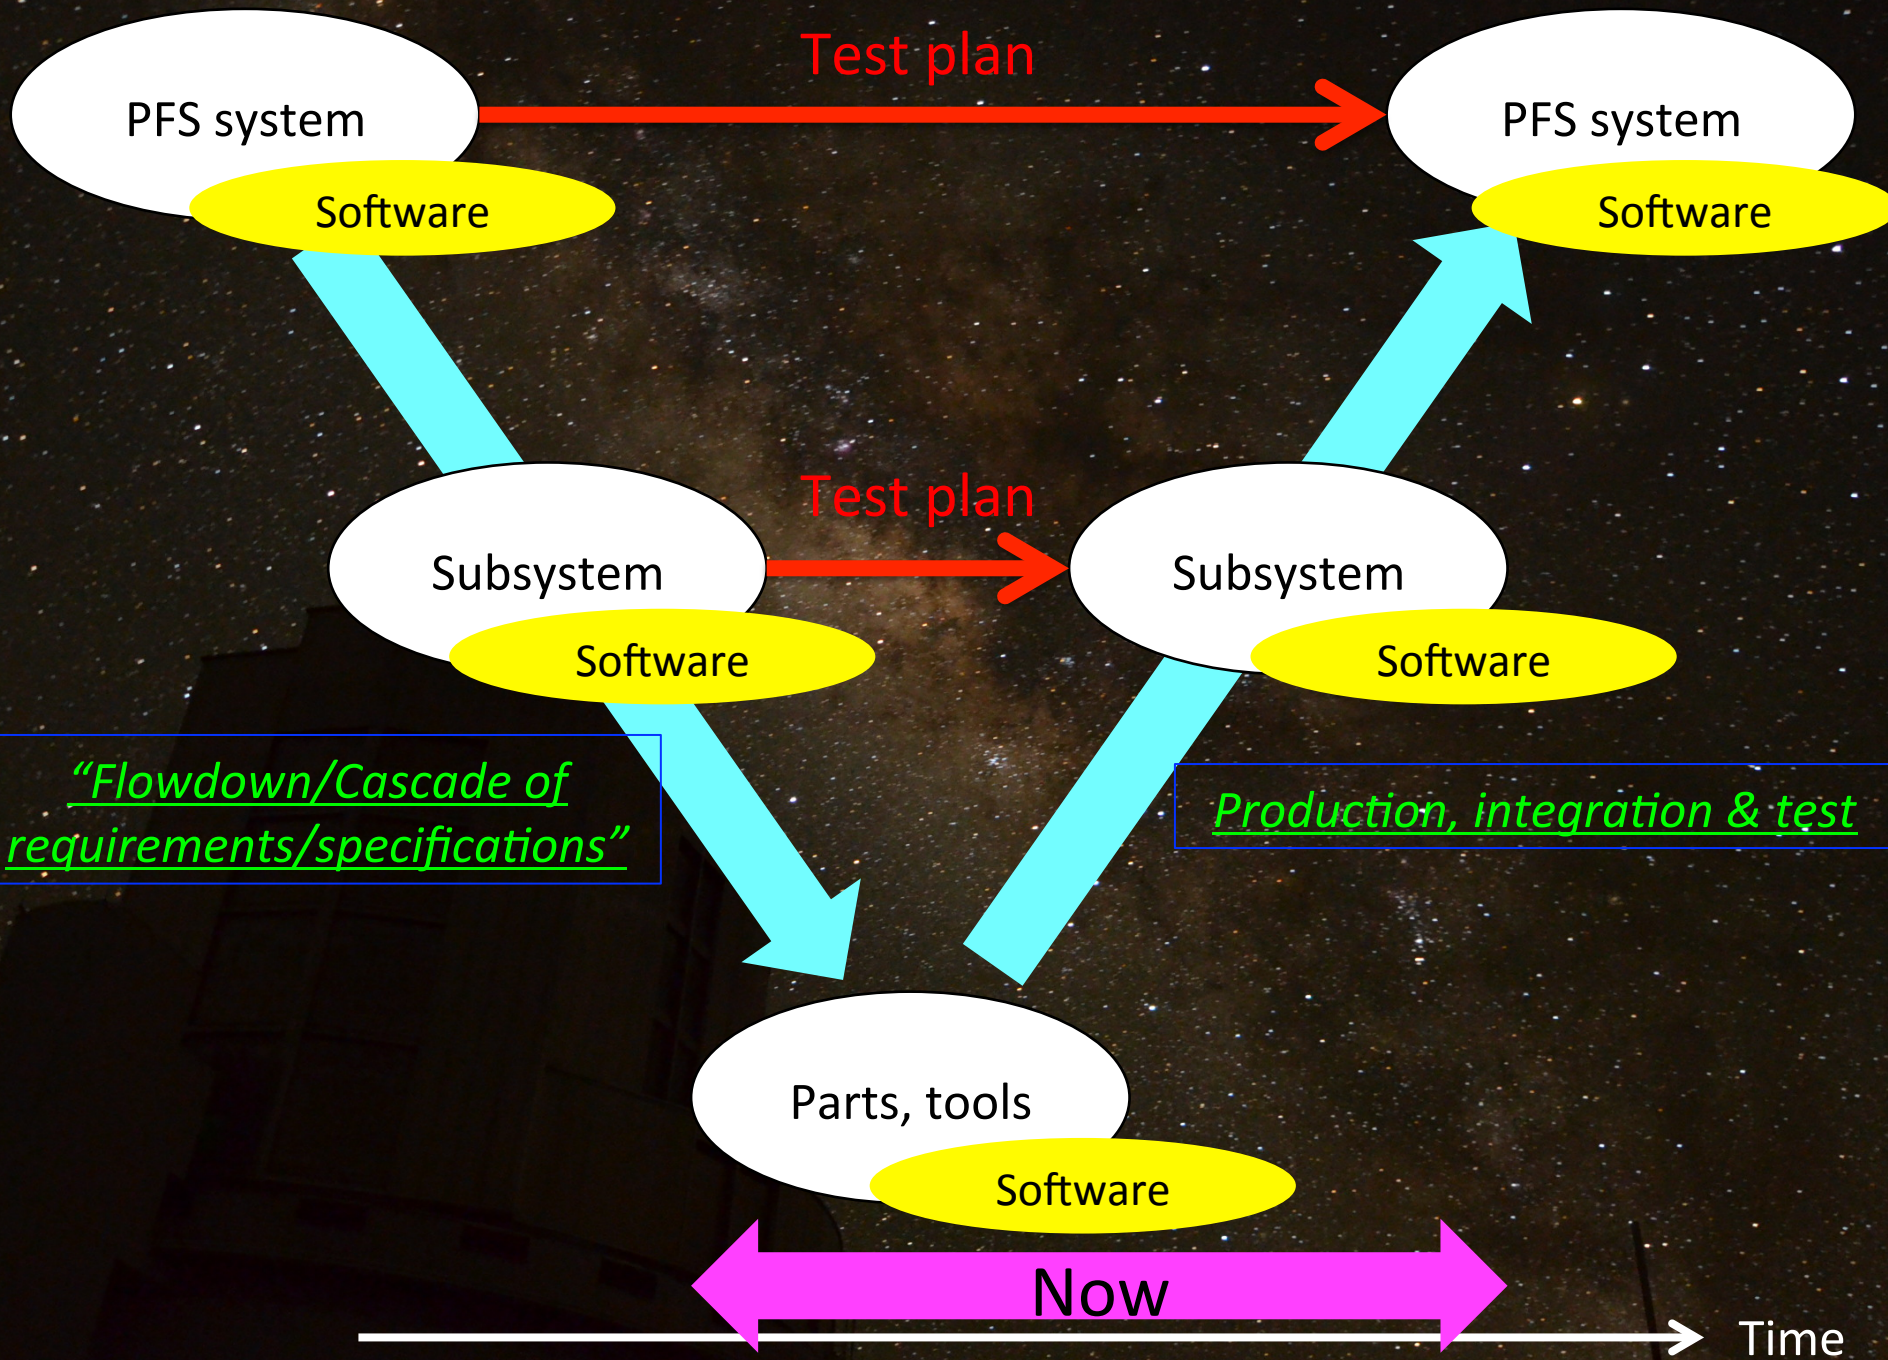 Test plan
PFS system
PFS system
Software
Software
Test plan
Subsystem
Subsystem
Software
Software
“Flowdown/Cascade of
requirements/specifications”
Production, integration & test
Parts, tools
Software
Now
Time